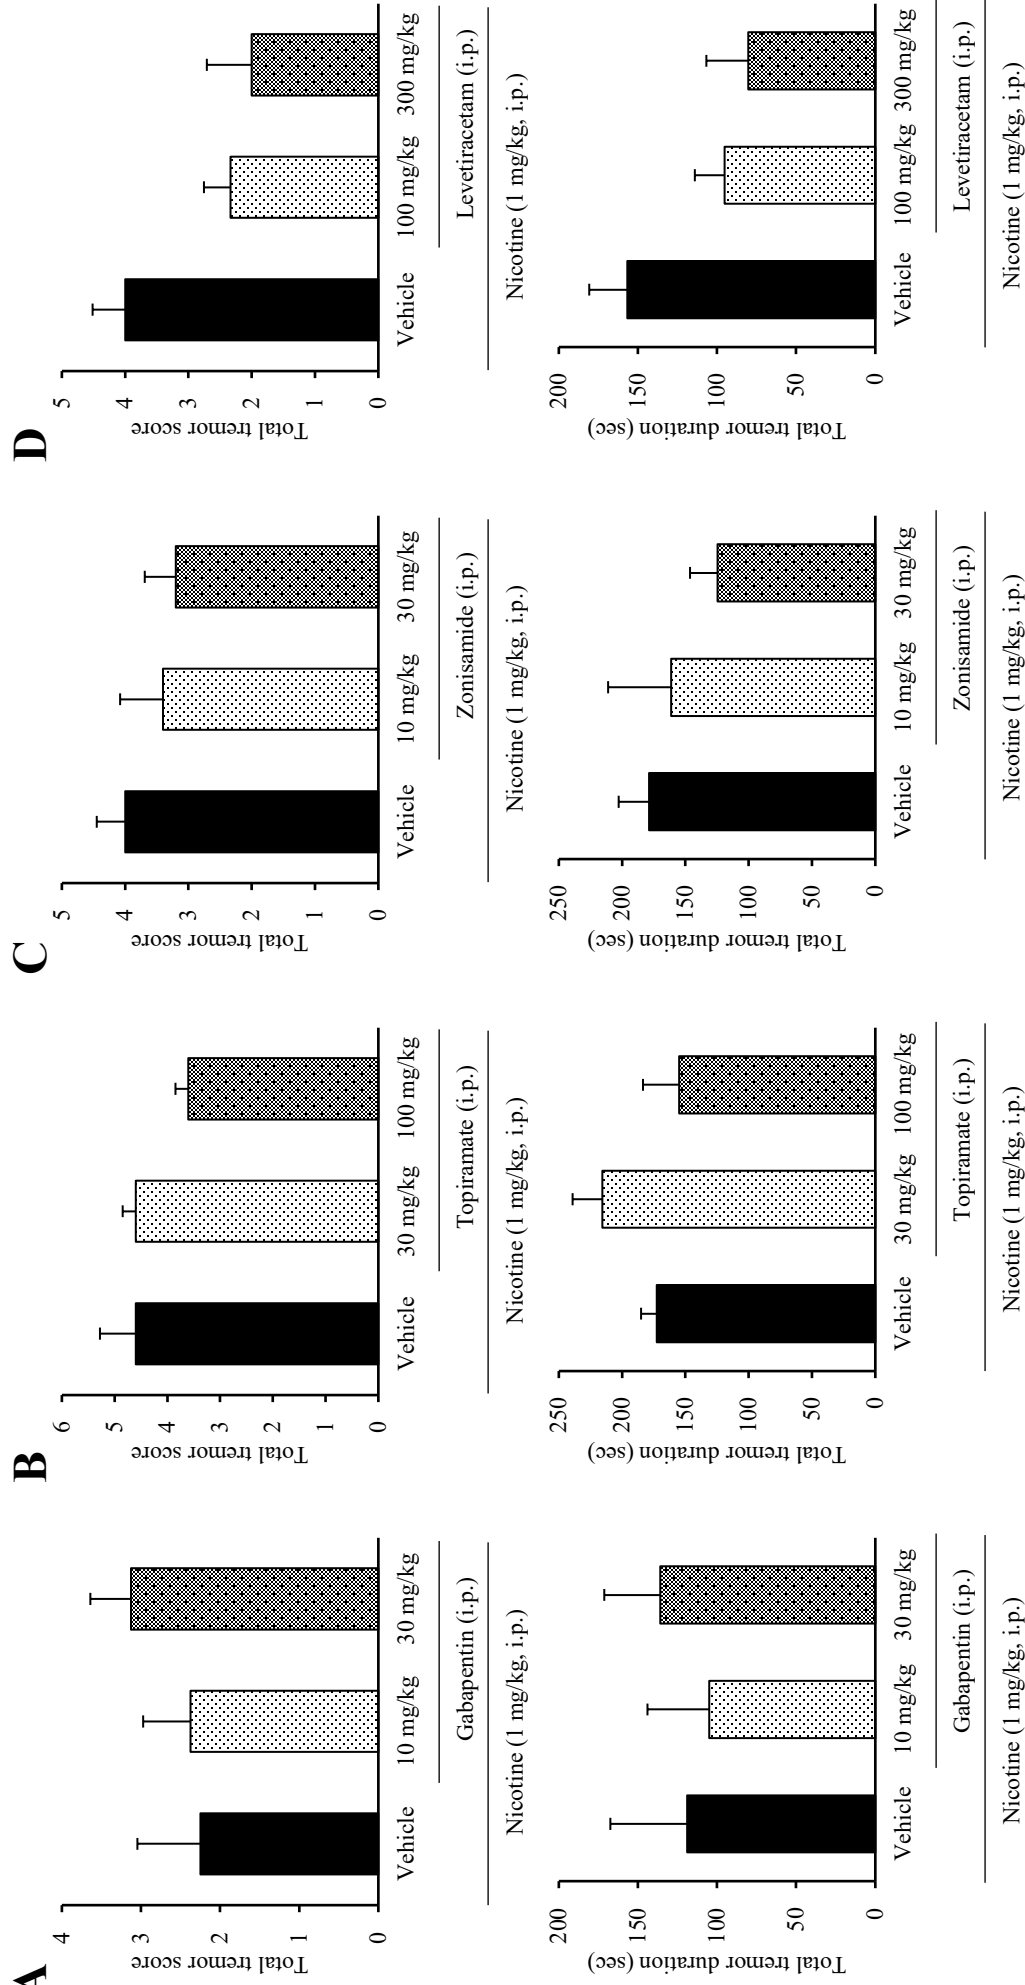 A
4
3
2
1
0
Total tremor score
Vehicle
10 mg/kg
30 mg/kg
Gabapentin (i.p.)
Nicotine (1 mg/kg, i.p.)
200
150
100
50
0
Total tremor duration (sec)
Vehicle
10 mg/kg
30 mg/kg
Gabapentin (i.p.)
Nicotine (1 mg/kg, i.p.)
B
6
5
4
3
2
1
0
Total tremor score
Vehicle
30 mg/kg
100 mg/kg
Topiramate (i.p.)
Nicotine (1 mg/kg, i.p.)
250
200
150
100
50
0
Total tremor duration (sec)
Vehicle
30 mg/kg
100 mg/kg
Topiramate (i.p.)
Nicotine (1 mg/kg, i.p.)
C
5
4
3
2
1
0
Total tremor score
Vehicle
10 mg/kg
30 mg/kg
Zonisamide (i.p.)
Nicotine (1 mg/kg, i.p.)
250
200
150
100
50
0
Total tremor duration (sec)
Vehicle
10 mg/kg
30 mg/kg
Zonisamide (i.p.)
Nicotine (1 mg/kg, i.p.)
D
5
4
3
2
1
0
Total tremor score
Vehicle
100 mg/kg
300 mg/kg
Levetiracetam (i.p.)
Nicotine (1 mg/kg, i.p.)
200
150
100
50
0
Total tremor duration (sec)
Vehicle
100 mg/kg
300 mg/kg
Levetiracetam (i.p.)
Nicotine (1 mg/kg, i.p.)